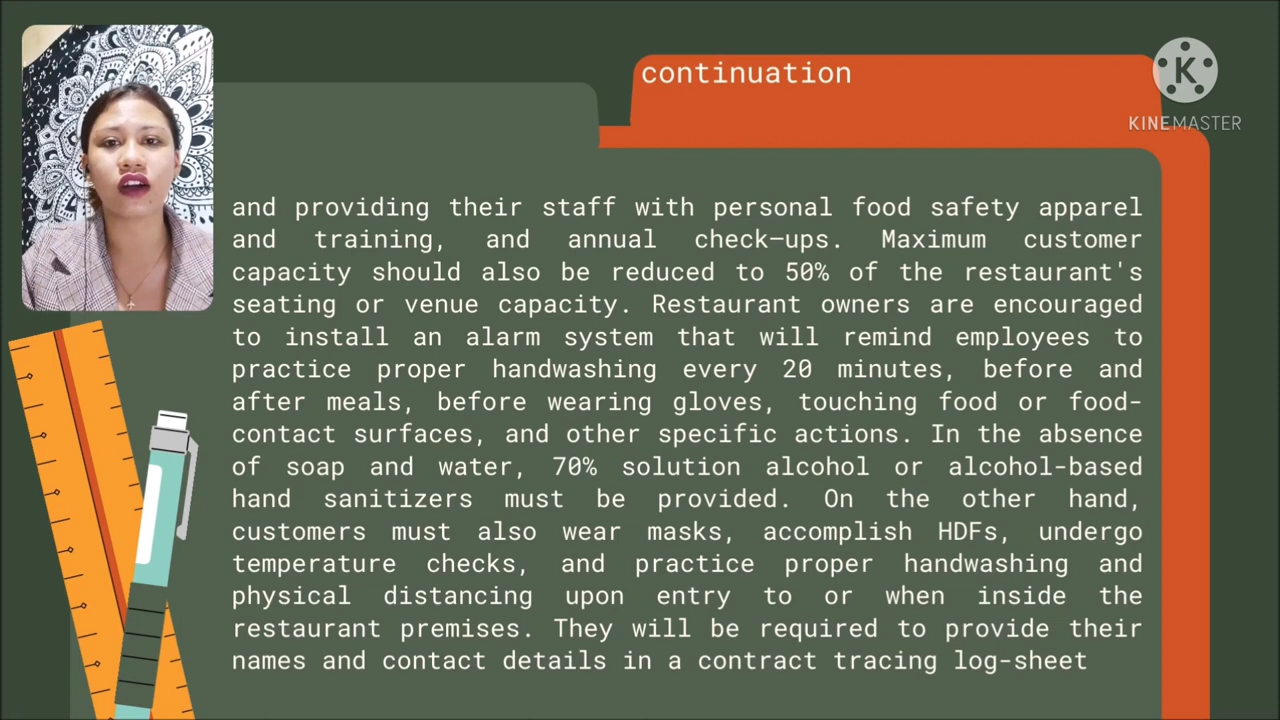 continuation
K
KINEMASTER
and providing their staff with personal food safety apparel
and training, and annual check–ups. Maximum customer
capacity should also be reduced to 50% of the restaurant's
seating or venue capacity. Restaurant owners are encouraged
to install an alarm system that will remind employees to
practice proper handwashing every 20 minutes, before and
after meals, before wearing gloves, touching food or food-
contact surfaces, and other specific actions. In the absence
of soap and water, 70% solution alcohol or alcohol-based
hand sanitizers must be provided. On the other hand,
customers must also wear masks, accomplish HDFs, undergo
temperature checks, and practice proper handwashing and
physical distancing upon entry to or when inside the
restaurant premises. They will be required to provide their
names and contact details in a contract tracing log-sheet